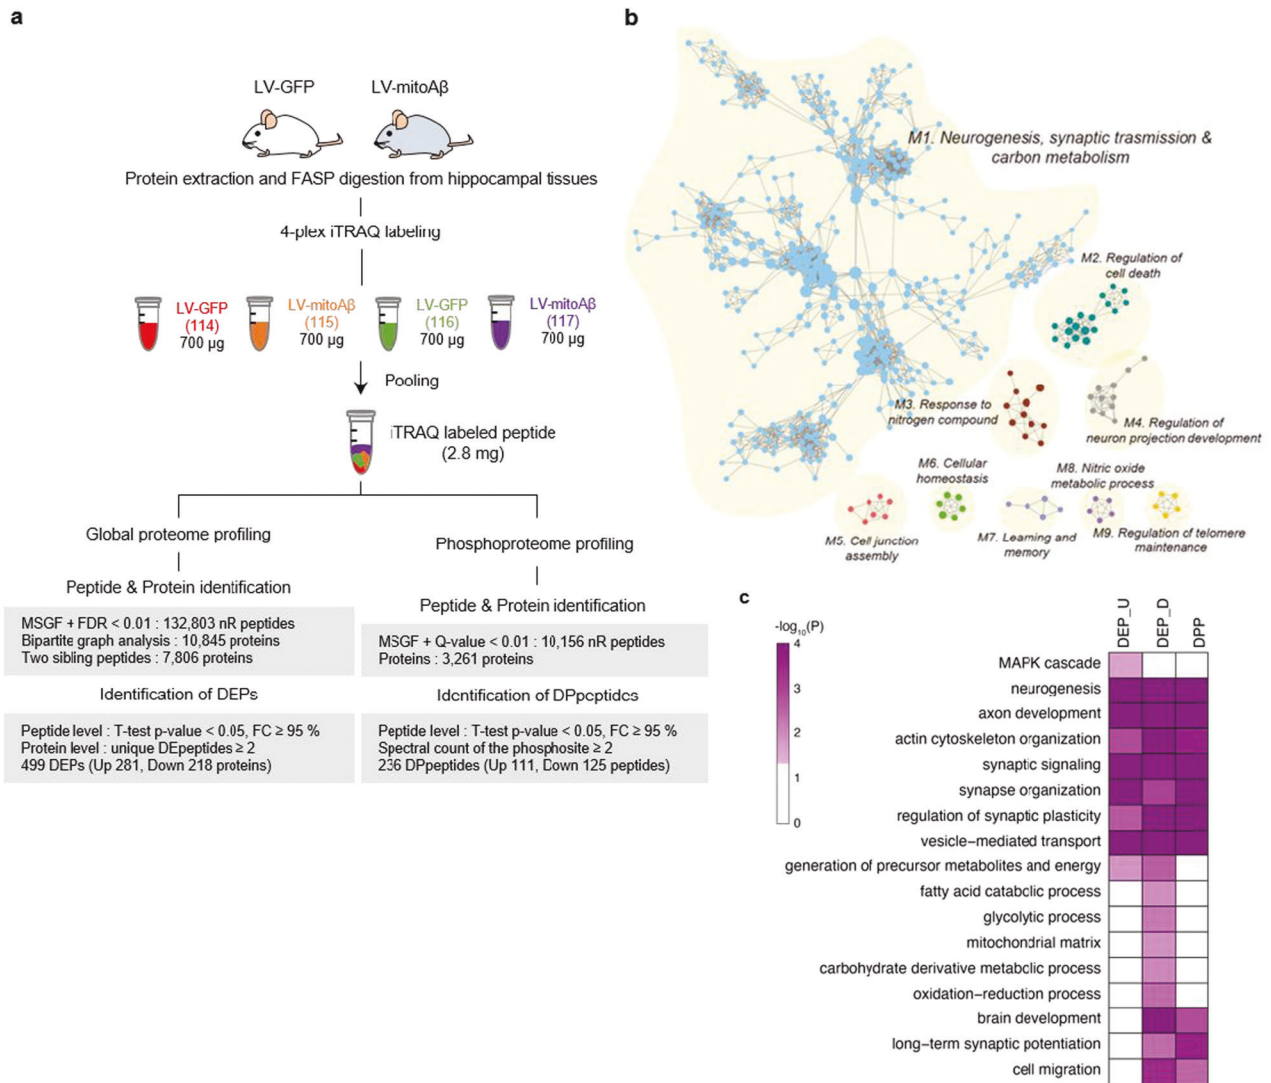 a
LV-GFP
LV-mitoAβ
Protein extraction and FASP digestion from hippocampal tissues
4-plex iTRAQ labeling
LV-GFP
(114)
700 µg
LV-mitoAβ
(115)
700 µg
LV-GFP
(116)
700 µg
LV-mitoAβ
(117)
700 µg
Pooling
iTRAQ labeled peptide
(2.8 mg)
Global proteome profiling
Peptide & Protein identification
MSGF + FDR < 0.01 : 132,803 nR peptides
Bipartite graph analysis : 10,845 proteins
Two sibling peptides : 7,806 proteins
Identification of DEPs
Peptide level : T-test p-value < 0.05, FC ≥ 95 %
Protein level : unique DEpeptides ≥ 2
499 DEPs (Up 281, Down 218 proteins)
Phosphoproteome profiling
Peptide & Protein identification
MSGF + Q-value < 0.01 : 10,156 nR peptides
Proteins : 3,261 proteins
Identification of DPpeptides
Peptide level : T-test p-value < 0.05, FC ≥ 95 %
Spectral count of the phosphosite ≥ 2
236 DPpeptides (Up 111, Down 125 peptides)
b
M1. Neurogenesis, synaptic trasmission &
carbon metabolism
M2. Regulation of
cell death
M3. Response to
nitrogen compound
M4. Regulation of
neuron projection development
M6. Cellular
homeostasis
M8. Nitric oxide
metabolic process
M5. Cell junction
assembly
M7. Learning and
memory
M9. Regulation of telomere
maintenance
c
-log10(P)
4
3
2
1
0
DEP_U
DEP_D
DPP
MAPK cascade
neurogenesis
axon development
actin cytoskeleton organization
synaptic signaling
synapse organization
regulation of synaptic plasticity
vesicle−mediated transport
generation of precursor metabolites and energy
fatty acid catabolic process
glycolytic process
mitochondrial matrix
carbohydrate derivative metabolic process
oxidation−reduction process
brain development
long−term synaptic potentiation
cell migration